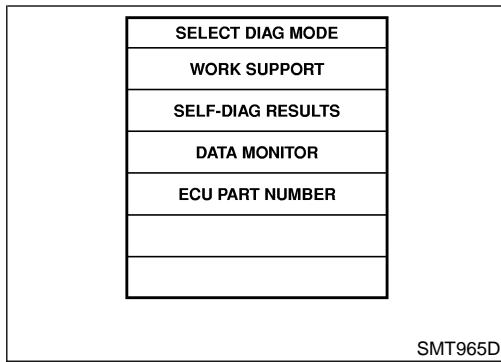 SELECT DIAG MODE
WORK SUPPORT
SELF-DIAG RESULTS
DATA MONITOR
ECU PART NUMBER
SMT965D